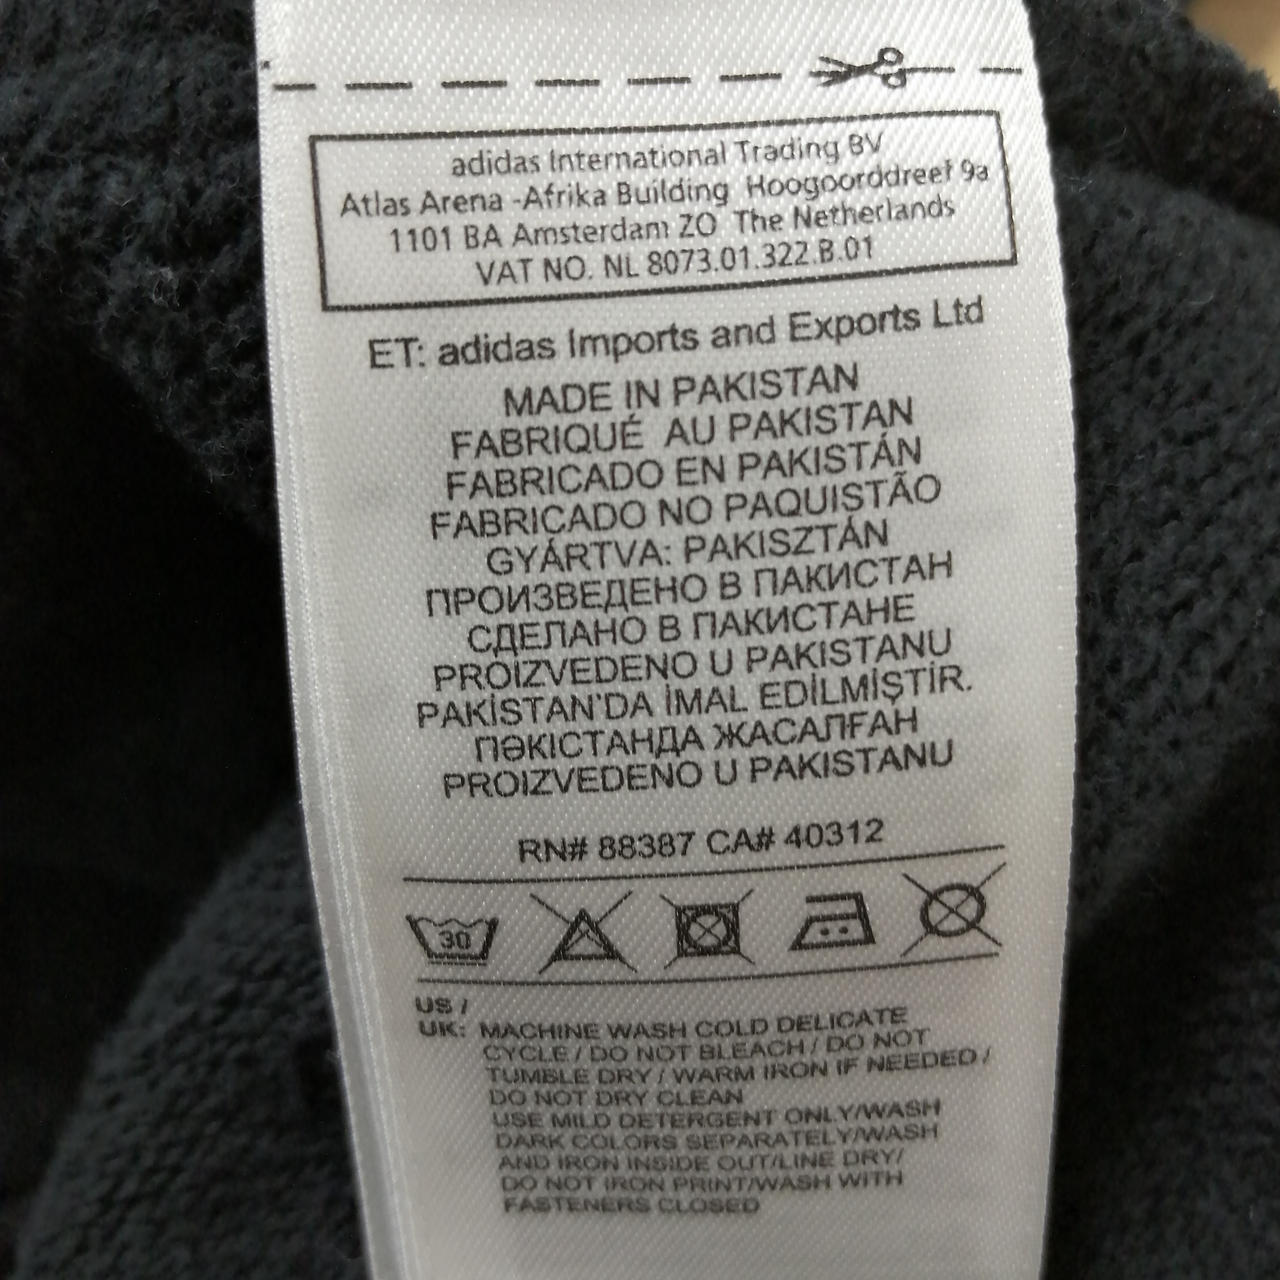 adidas International Trading BV
Atlas Arena -Afrika Building Hoogoorddreef 9a
1101 BA Amsterdam ZO The Netherlands
VAT NO. NL 8073.01.322.B.01
ET: adidas Imports and Exports Ltd
MADE IN PAKISTAN
FABRIQUÉ AU PAKISTAN
FABRICADO EN PAKISTÁN
FABRICADO NO PAQUISTÃO
GYÁRTVA: PAKISZTÁN
ПРОИЗВЕДЕНО В ПАКИСТАН
СДЕЛАНО В ПАКИСТАНЕ
PROIZVEDENO U PAKISTANU
PAKİSTAN'DA İMAL EDİLMİŞTİR.
ПӘКІСТАНДА ЖАСАЛҒАН
PROIZVEDENO U PAKISTANU
RN# 88387 CA# 40312
30
US /
UK: MACHINE WASH COLD DELICATE
CYCLE / DO NOT BLEACH / DO NOT
TUMBLE DRY / WARM IRON IF NEEDED /
DO NOT DRY CLEAN
USE MILD DETERGENT ONLY/WASH
DARK COLORS SEPARATELY/WASH
AND IRON INSIDE OUT/LINE DRY/
DO NOT IRON PRINT/WASH WITH
FASTENERS CLOSED